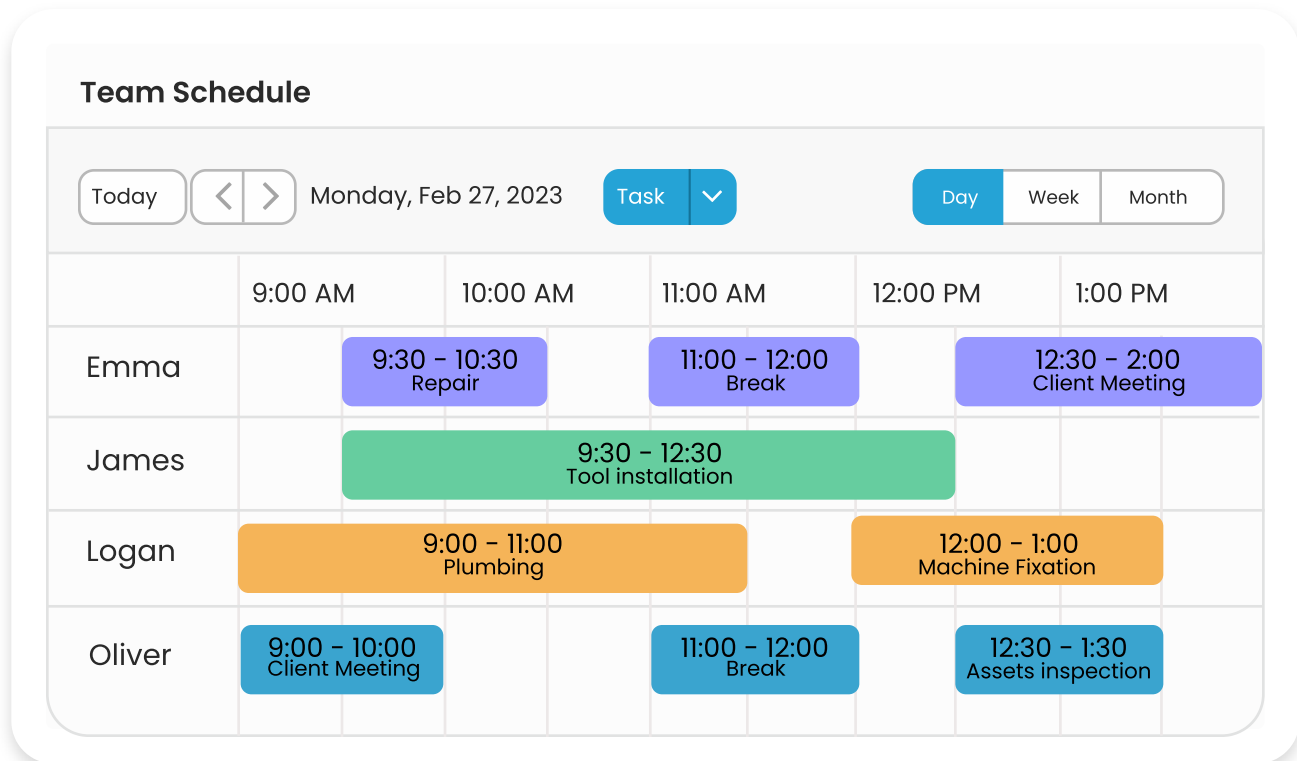 Team Schedule
Today Monday, Feb 27, 2023 Task Day Week Month
9:00 AM 10:00 AM 11:00 AM 12:00 PM 1:00 PM
Emma
9:30 - 10:30
Repair
11:00 - 12:00
Break
12:30 - 2:00
Client Meeting
James
9:30 - 12:30
Tool installation
Logan
9:00 - 11:00
Plumbing
12:00 - 1:00
Machine Fixation
Oliver
9:00 - 10:00
Client Meeting
11:00 - 12:00
Break
12:30 - 1:30
Assets inspection